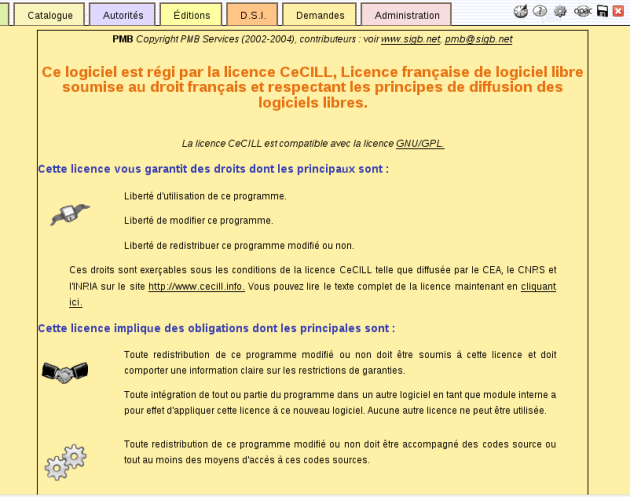 Catalogue Autorités Éditions D.S.I. Demandes Administration
opac
PMB Copyright PMB Services (2002-2004), contributeurs : voir www.sigb.net, pmb@sigb.net
Ce logiciel est régi par la licence CeCILL, Licence française de logiciel libre
soumise au droit français et respectant les principes de diffusion des
logiciels libres.
La licence CeCILL est compatible avec la licence GNU/GPL.
Cette licence vous garantit des droits dont les principaux sont :
Liberté d'utilisation de ce programme.
Liberté de modifier ce programme.
Liberté de redistribuer ce programme modifié ou non.
Ces droits sont exerçables sous les conditions de la licence CeCILL telle que diffusée par le CEA, le CNRS et
l'INRIA sur le site http://www.cecill.info. Vous pouvez lire le texte complet de la licence maintenant en cliquant
ici.
Cette licence implique des obligations dont les principales sont :
Toute redistribution de ce programme modifié ou non doit être soumis á cette licence et doit
comporter une information claire sur les restrictions de garanties.
Toute intégration de tout ou partie du programme dans un autre logiciel en tant que module interne a
pour effet d'appliquer cette licence á ce nouveau logiciel. Aucune autre licence ne peut être utilisée.
Toute redistribution de ce programme modifié ou non doit être accompagné des codes source ou
tout au moins des moyens d'accés á ces codes sources.